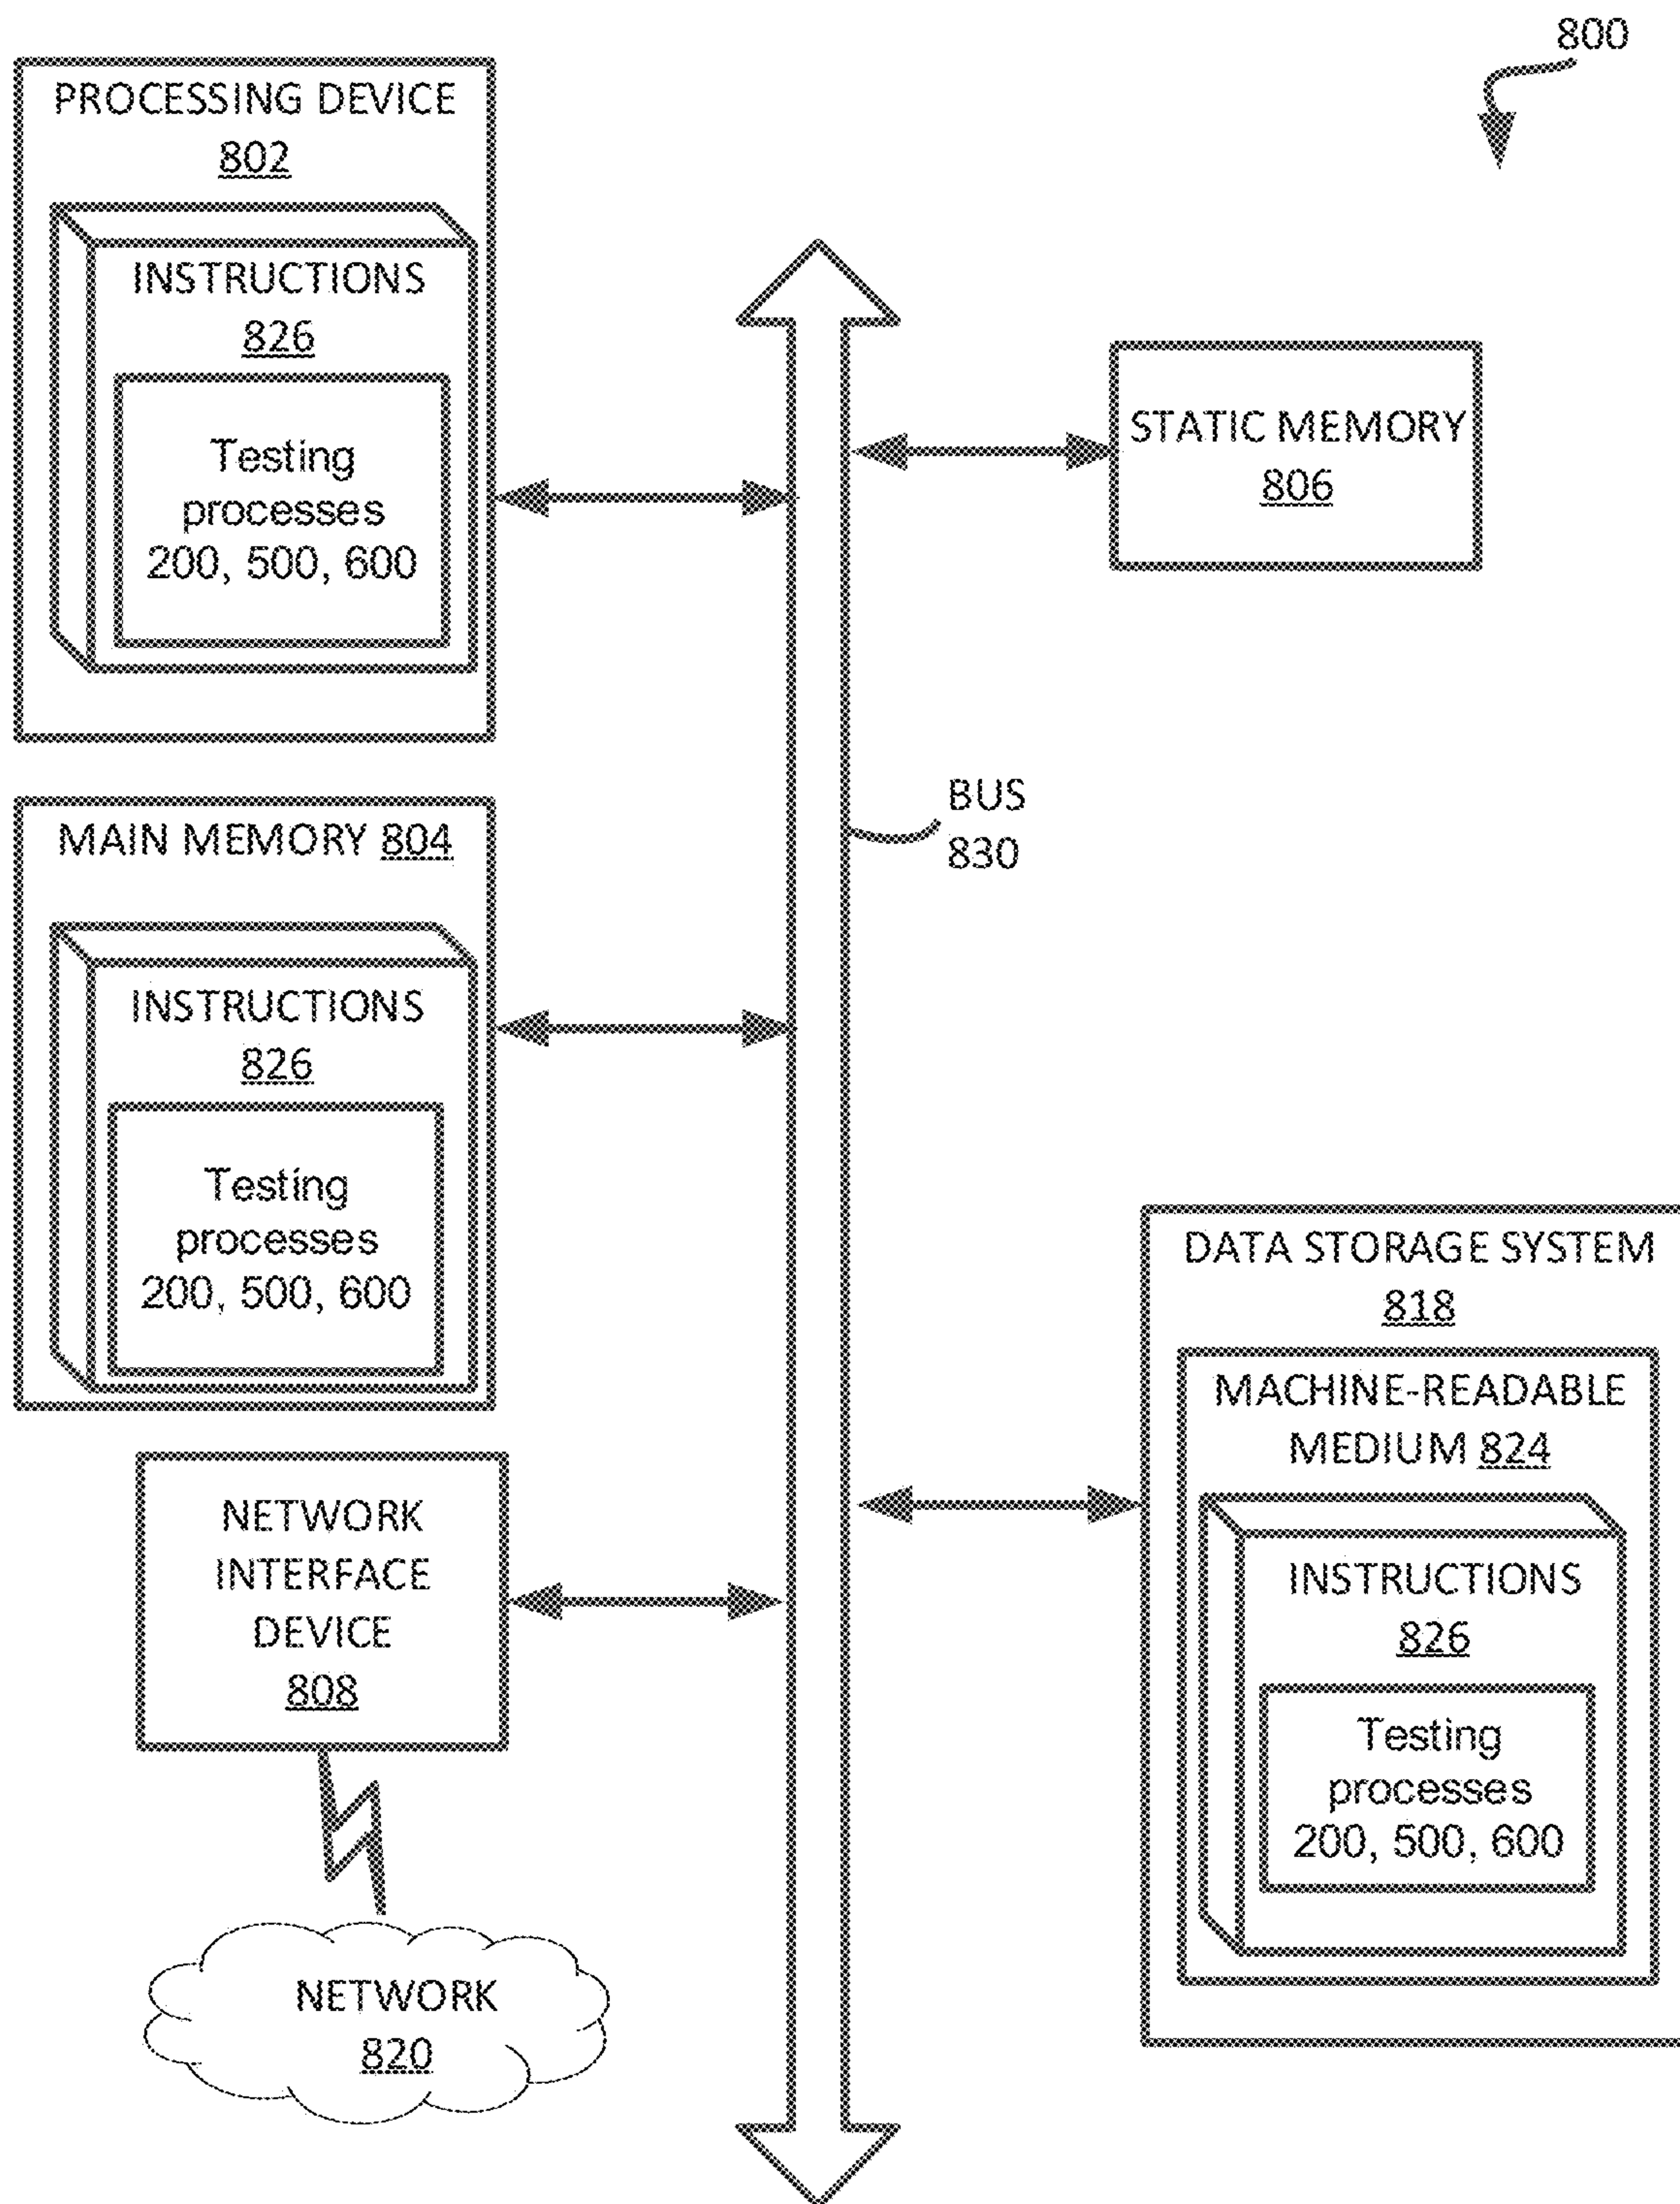 800
PROCESSING DEVICE
802
INSTRUCTIONS
826
Testing
processes
200, 500, 600
STATIC MEMORY
806
BUS
830
MAIN MEMORY 804
INSTRUCTIONS
826
Testing
processes
200, 500, 600
DATA STORAGE SYSTEM
818
MACHINE-READABLE
MEDIUM 824
INSTRUCTIONS
826
Testing
processes
200, 500, 600
NETWORK
INTERFACE
DEVICE
808
NETWORK
820